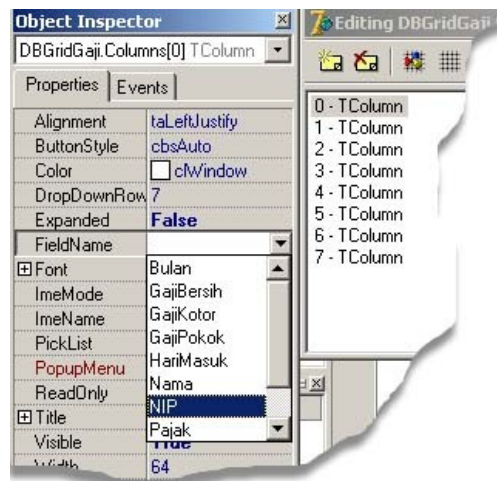 Object Inspector
DBGridGaji.Columns[0] TColumn
Properties Events
Alignment taLeftJustify
ButtonStyle cbsAuto
Color clWindow
DropDownRow 7
Expanded False
FieldName
Font
ImeMode
ImeName
PickList
PopupMenu
ReadOnly
Title
Visible True
Width 64
Bulan
GajiBersih
GajiKotor
GajiPokok
HariMasuk
Nama
NIP
Pajak
Editing DBGridGaji
0 - TColumn
1 - TColumn
2 - TColumn
3 - TColumn
4 - TColumn
5 - TColumn
6 - TColumn
7 - TColumn